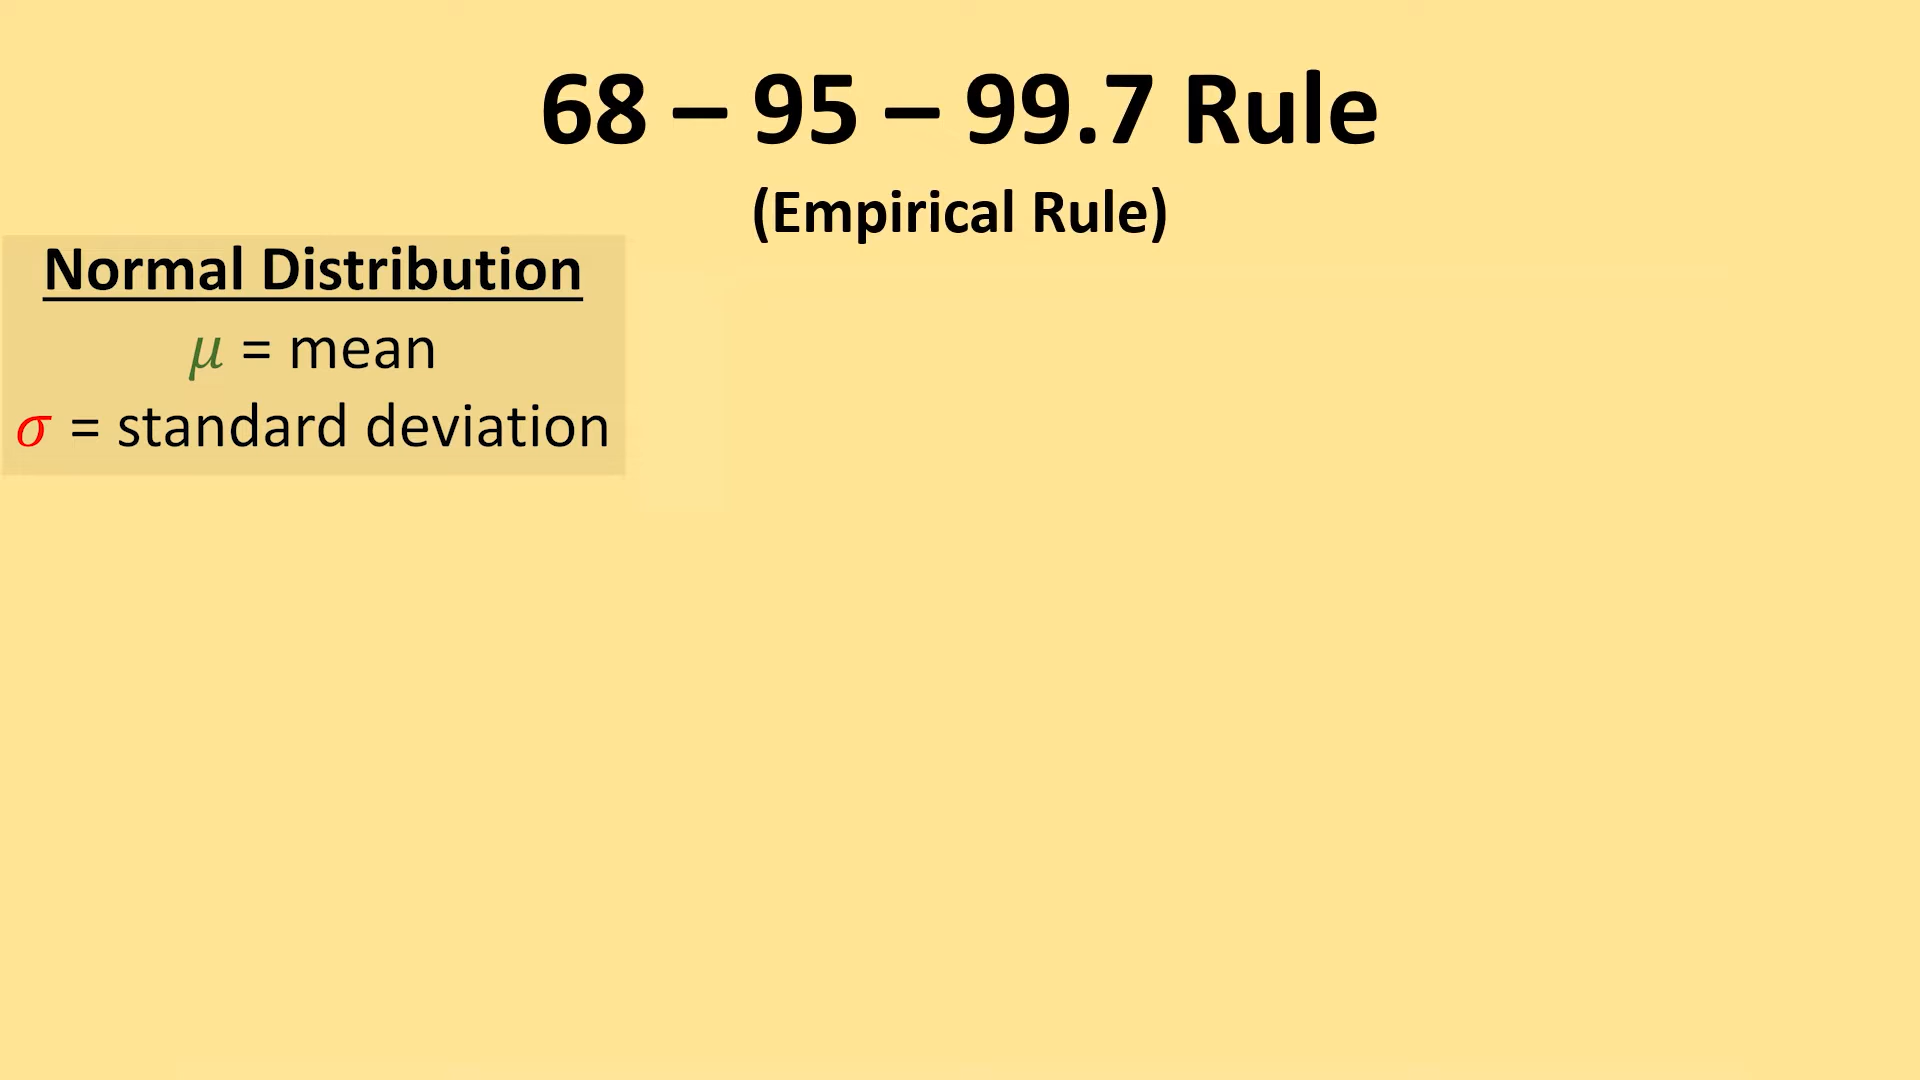 68 – 95 – 99.7 Rule
(Empirical Rule)
Normal Distribution
μ = mean
σ = standard deviation